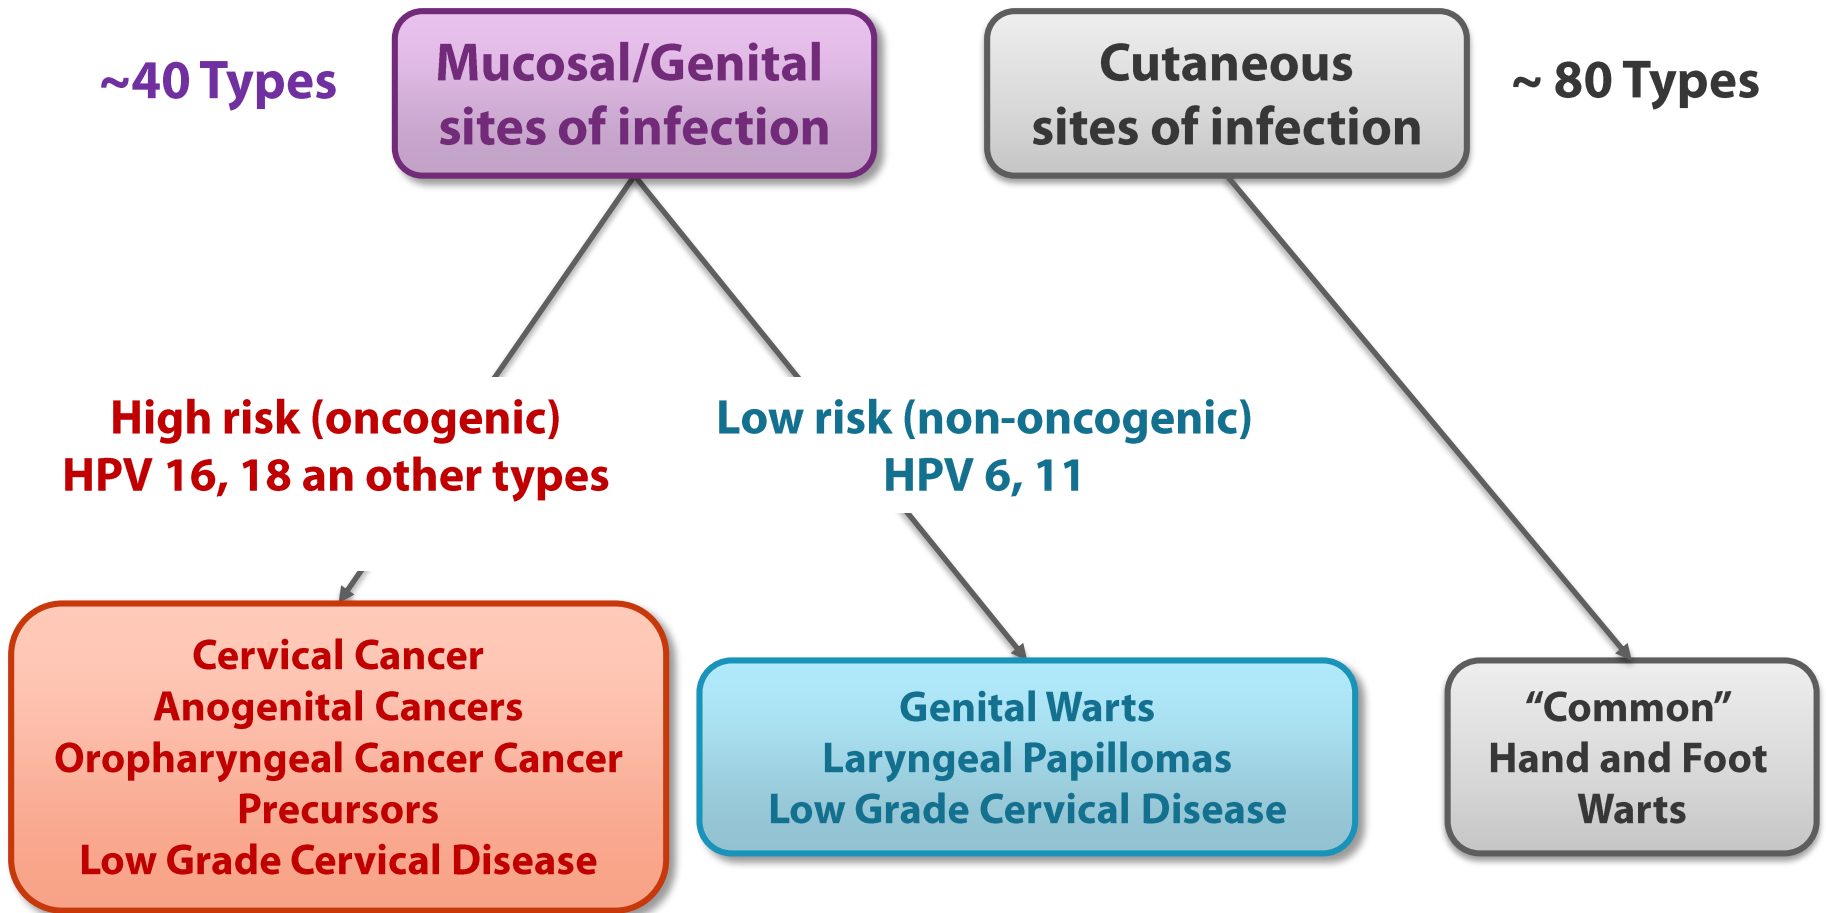 ~40 Types
Mucosal/Genital
sites of infection
Cutaneous
sites of infection
~ 80 Types
High risk (oncogenic)
HPV 16, 18 an other types
Low risk (non-oncogenic)
HPV 6, 11
Cervical Cancer
Anogenital Cancers
Oropharyngeal Cancer Cancer
Precursors
Low Grade Cervical Disease
Genital Warts
Laryngeal Papillomas
Low Grade Cervical Disease
“Common”
Hand and Foot
Warts